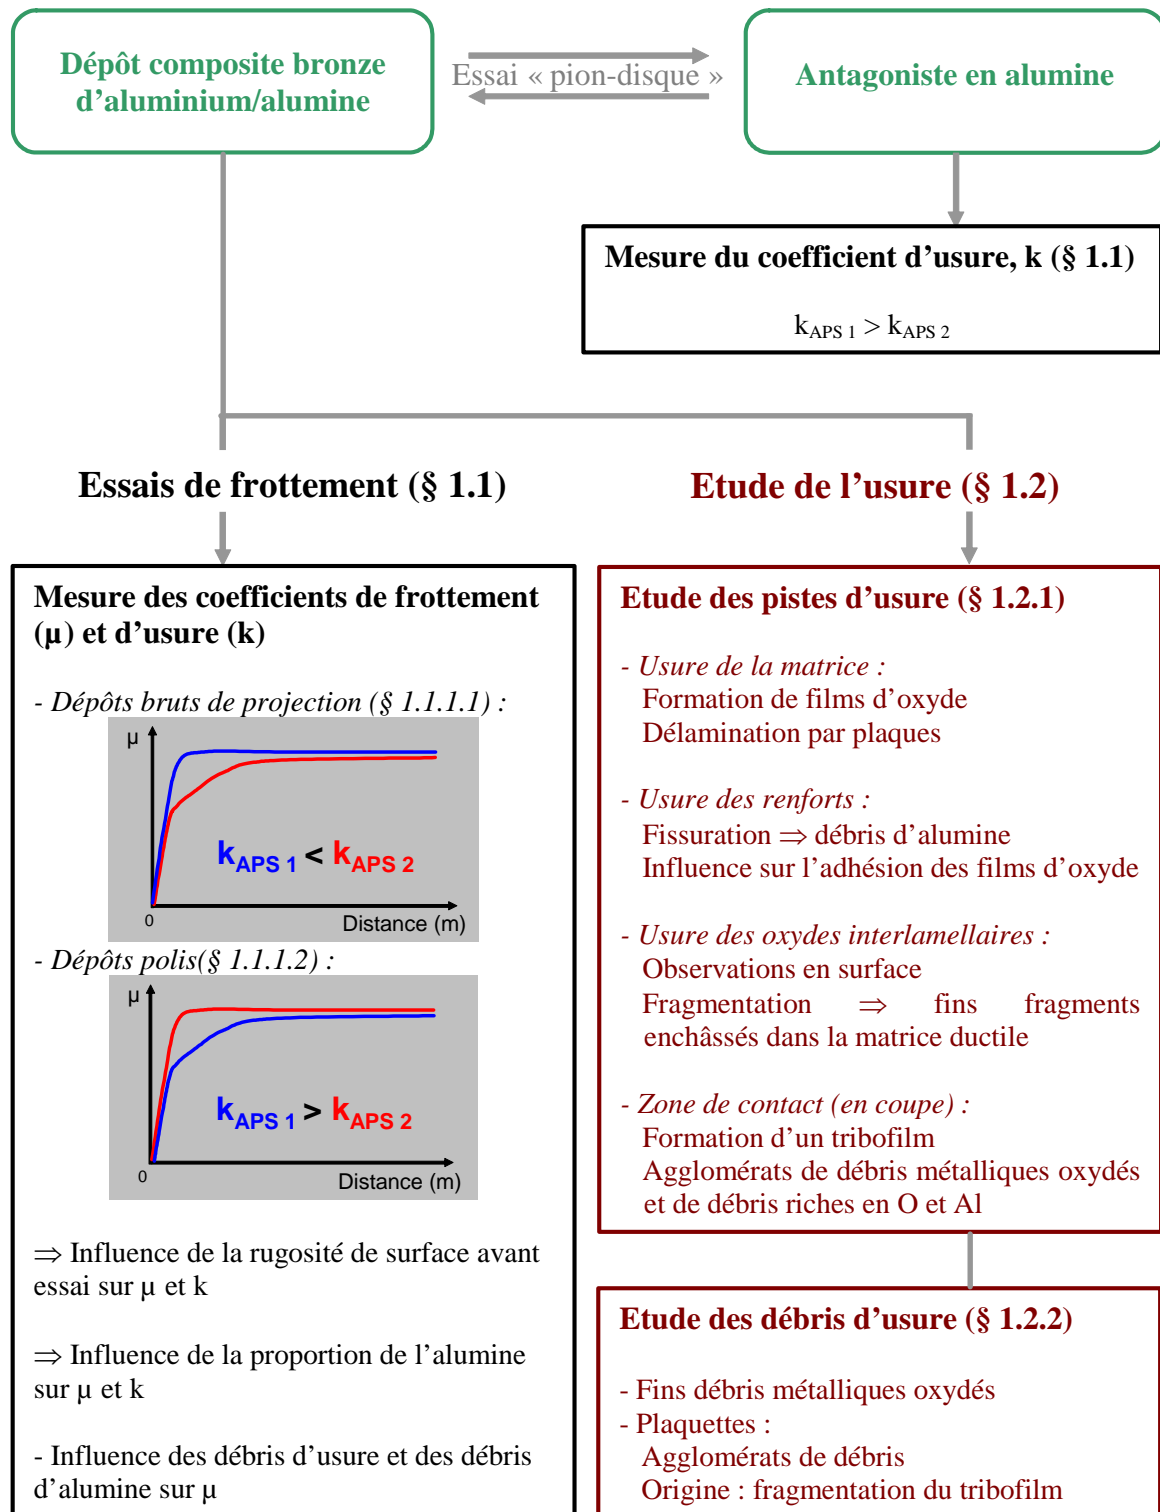 Dépôt composite bronze
d'aluminium/alumine
Essai « pion-disque »
Antagoniste en alumine
Mesure du coefficient d'usure, k (§ 1.1)
k APS 1 > k APS 2
Essais de frottement (§ 1.1)
Etude de l'usure (§ 1.2)
Mesure des coefficients de frottement
(µ) et d'usure (k)
- Dépôts bruts de projection (§ 1.1.1.1) :
µ
k APS 1 < k APS 2
0
Distance (m)
- Dépôts polis(§ 1.1.1.2) :
µ
k APS 1 > k APS 2
0
Distance (m)
⇒ Influence de la rugosité de surface avant
essai sur µ et k
⇒ Influence de la proportion de l'alumine
sur µ et k
- Influence des débris d'usure et des débris
d'alumine sur µ
Etude des pistes d'usure (§ 1.2.1)
- Usure de la matrice :
Formation de films d'oxyde
Délamination par plaques
- Usure des renforts :
Fissuration ⇒ débris d'alumine
Influence sur l'adhésion des films d'oxyde
- Usure des oxydes interlamellaires :
Observations en surface
Fragmentation ⇒ fins fragments
enchâssés dans la matrice ductile
- Zone de contact (en coupe) :
Formation d'un tribofilm
Agglomérats de débris métalliques oxydés
et de débris riches en O et Al
Etude des débris d'usure (§ 1.2.2)
- Fins débris métalliques oxydés
- Plaquettes :
Agglomérats de débris
Origine : fragmentation du tribofilm